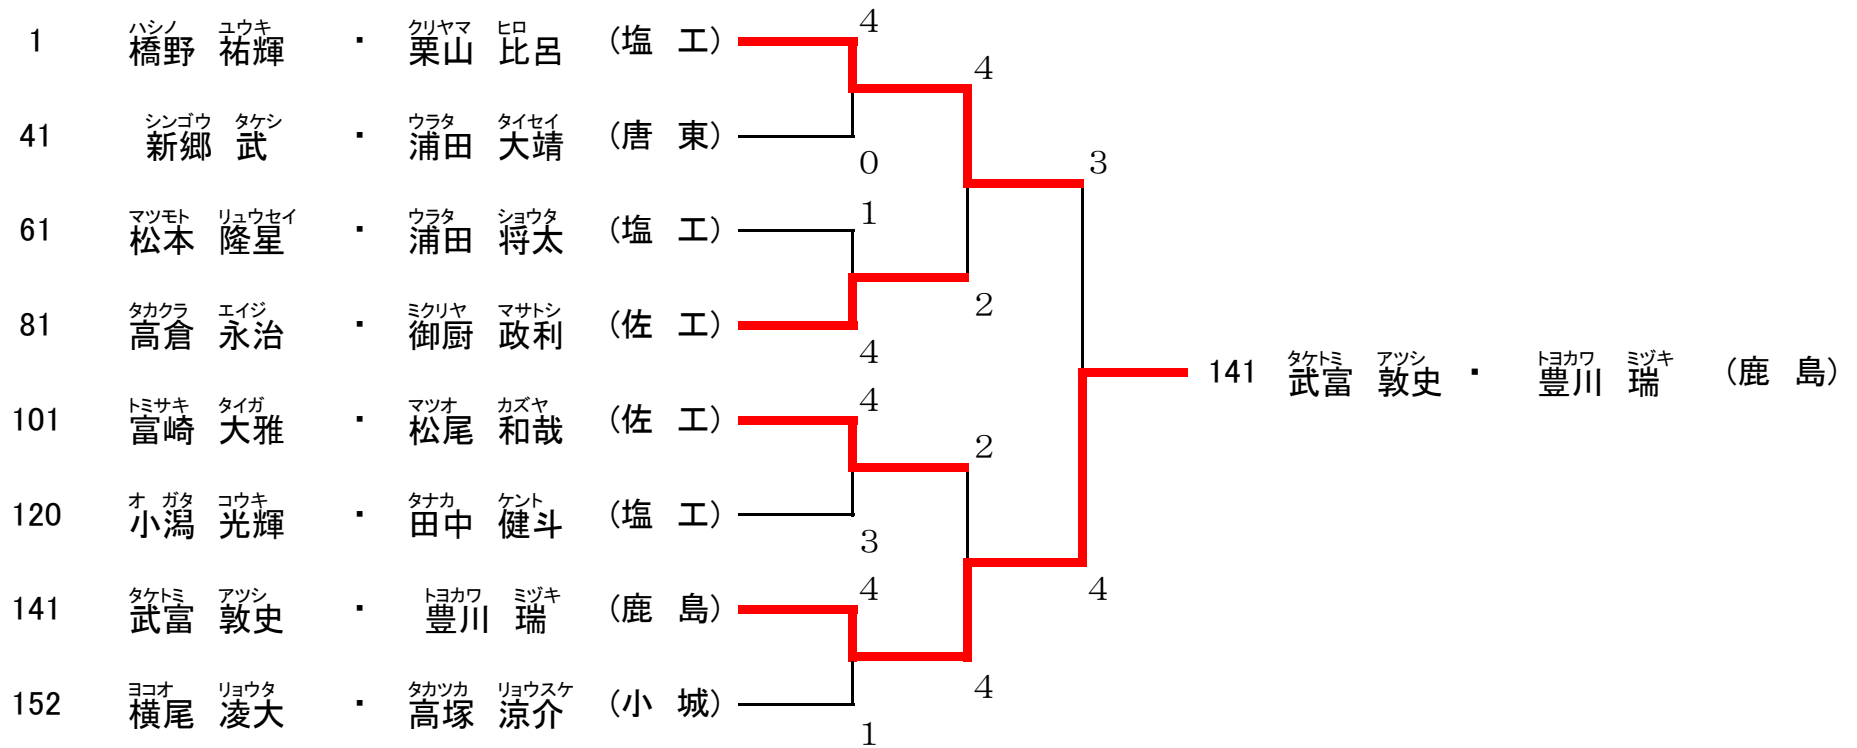 ハシノ ユウキ クリヤマ ヒロ 4
1 橋野 祐輝 ・ 栗山 比呂 (塩 工)
4
シンゴウ タケシ ウラタ タイセイ
41 新郷 武 ・ 浦田 大靖 (唐 東)
0 3
マツモト リュウセイ ウラタ ショウタ 1
61 松本 隆星 ・ 浦田 将太 (塩 工)
タカクラ エイジ ミクリヤ マサトシ 2
81 高倉 永治 ・ 御厨 政利 (佐 工)
4
タケトミ アツシ トヨカワ ミヅキ
141 武富 敦史 ・ 豊川 瑞 (鹿 島)
トミサキ タイガ マツオ カズヤ 4
101 富崎 大雅 ・ 松尾 和哉 (佐 工)
2
オ ガタ コウキ タナカ ケント
120 小潟 光輝 ・ 田中 健斗 (塩 工)
3
タケトミ アツシ トヨカワ ミヅキ 4 4
141 武富 敦史 ・ 豊川 瑞 (鹿 島)
4
ヨコオ リョウタ タカツカ リョウスケ
152 横尾 凌大 ・ 高塚 涼介 (小 城)
1